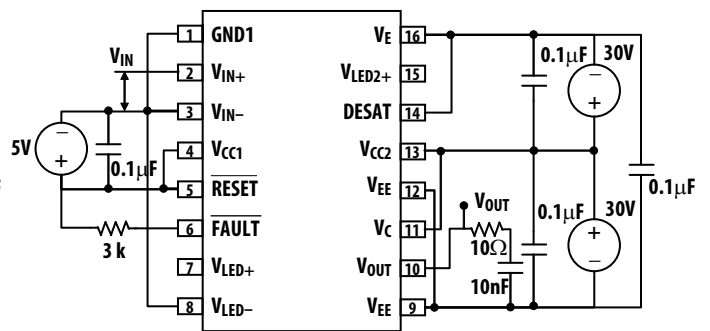 1 GND1
VIN
2 VIN+
3 VIN-
5V
0.1μF
4 VCC1
5 RESET
6 FAULT
3 k
7 VLED+
8 VLED-
VE 16
VLED2+ 15
DESAT 14
VCC2 13
VEE 12
VC 11
VOUT 10
VEE 9
0.1μF
30V
0.1μF
30V
0.1μF
VOUT
10Ω
10nF